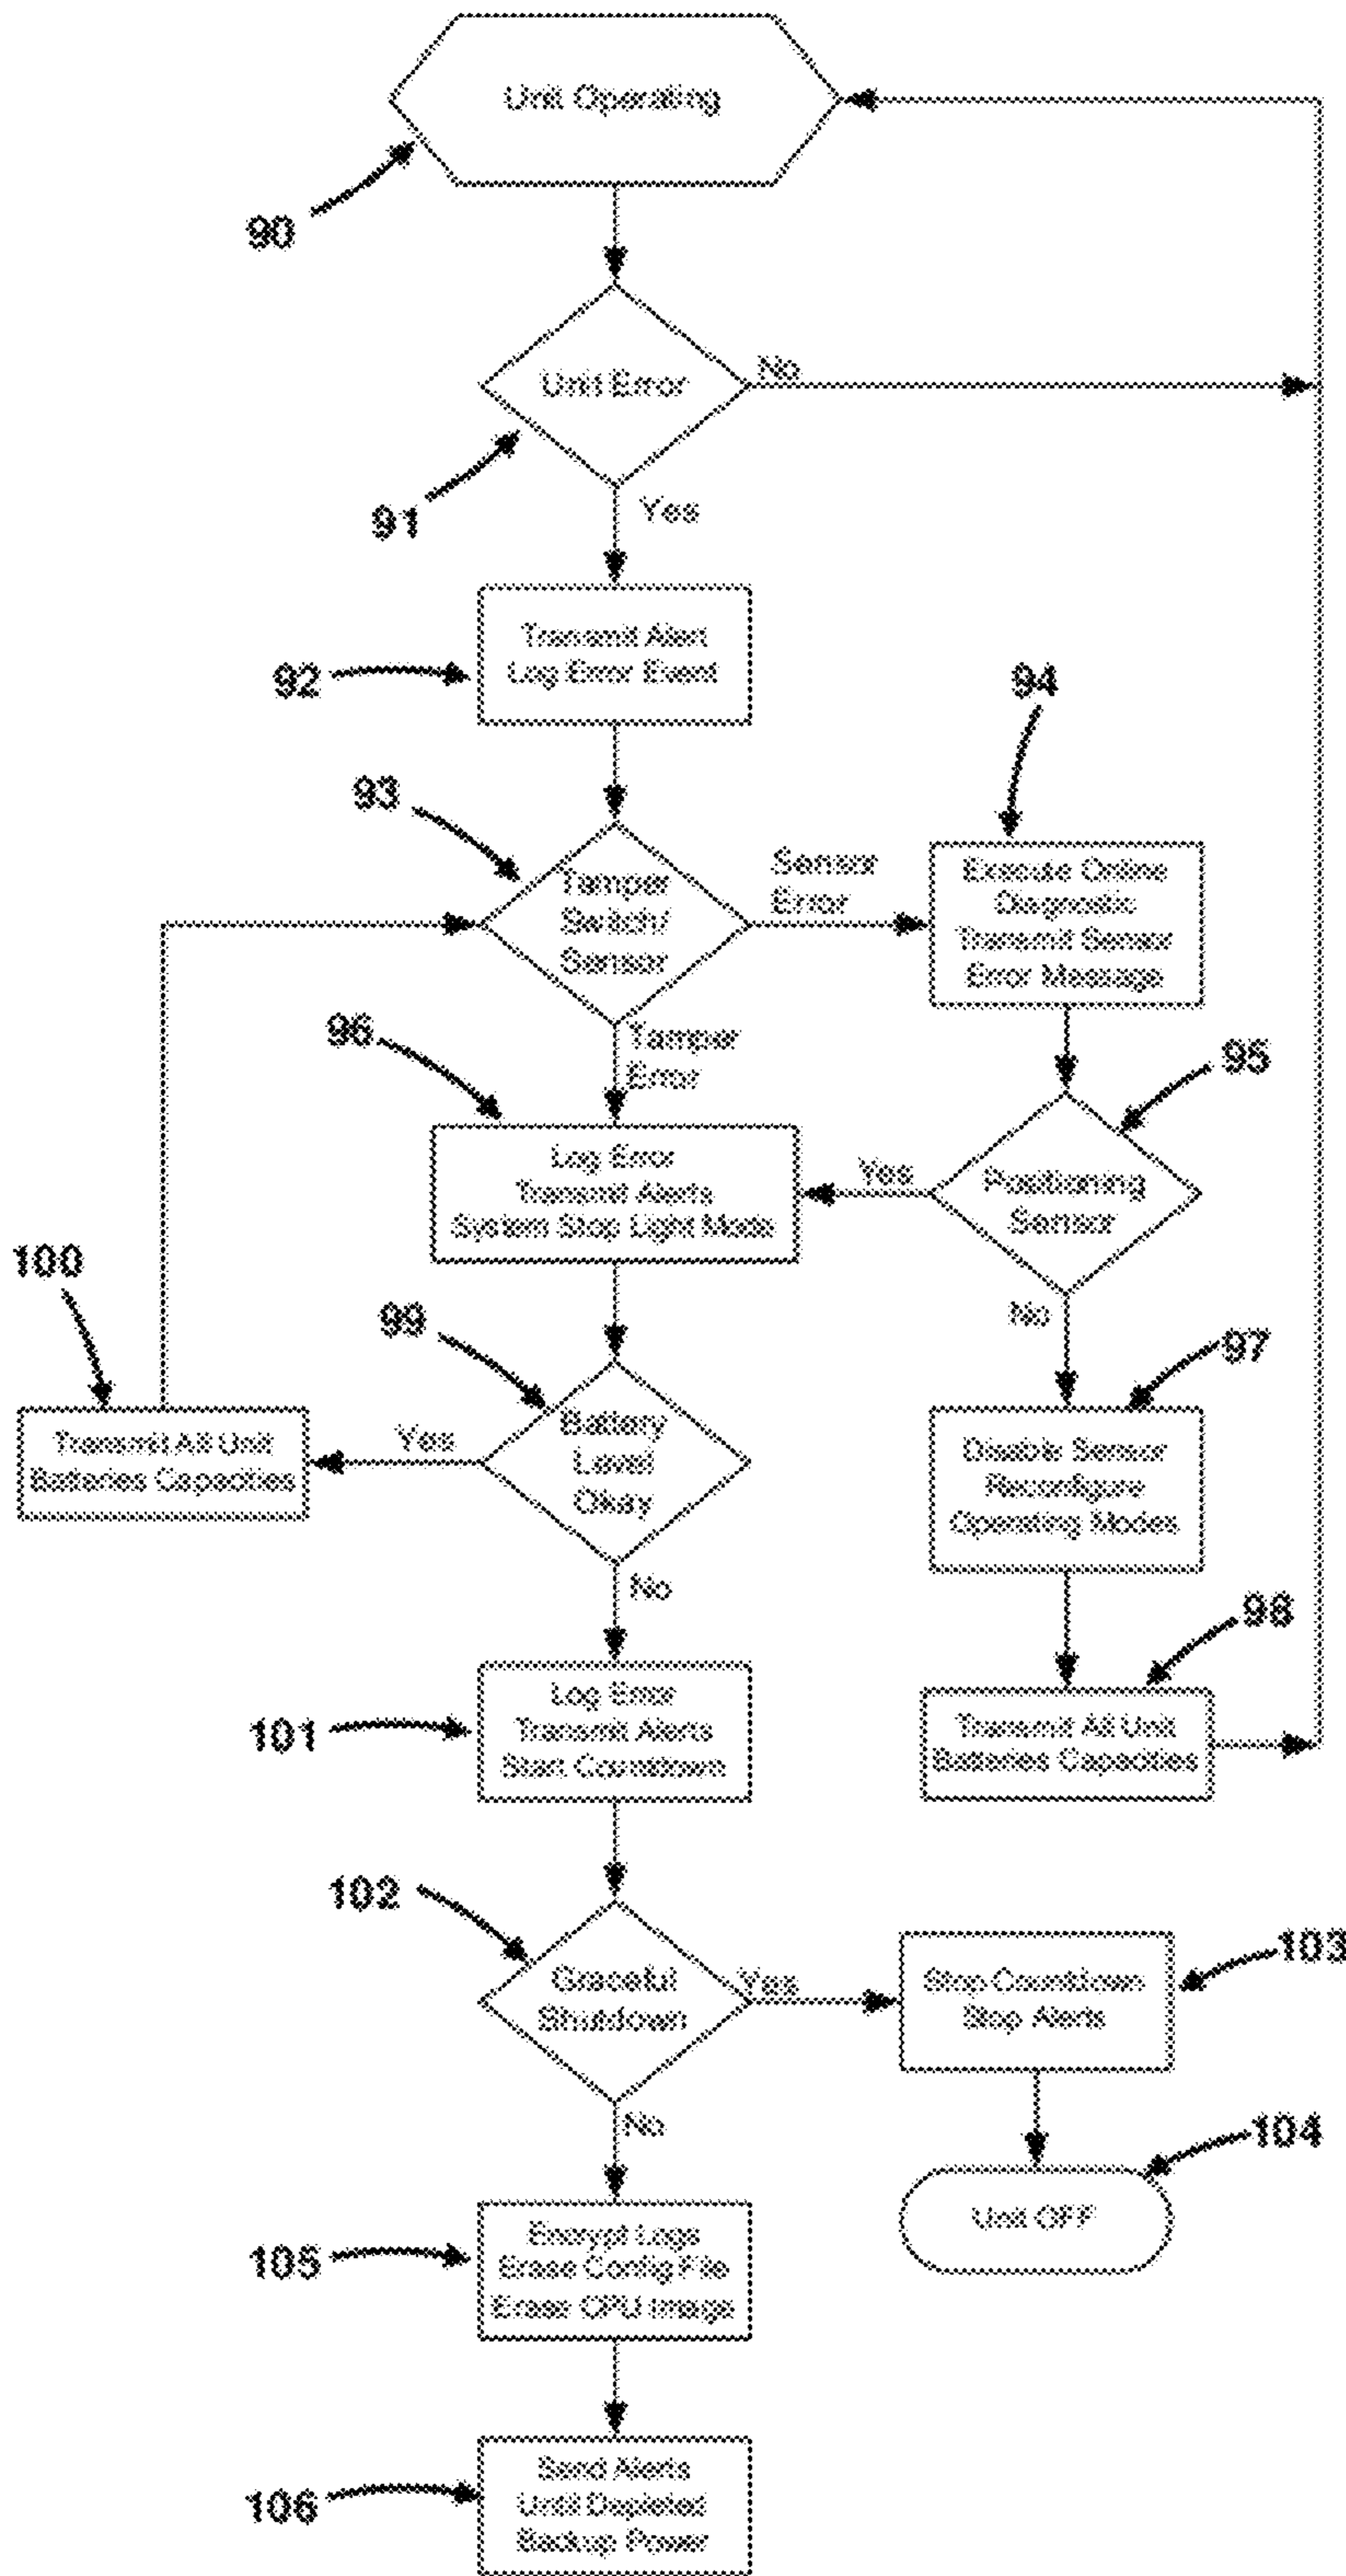 Unit Operating
90
Unit Error
No
91
Yes
Transmit Alert
Log Error Event
92
94
93
Tamper
Switch/
Sensor
Sensor
Error
Execute Online
Diagnostic
Transmit Sensor
Error Message
96
Tamper
Error
95
Log Error
Transmit Alerts
System Stop Light Mode
Yes
Positioning
Sensor
100
99
No
97
Transmit All Unit
Batteries Capacities
Yes
Battery
Level
Okay
Disable Sensor
Reconfigure
Operating Modes
No
98
101
Log Error
Transmit Alerts
Start Countdown
Transmit All Unit
Batteries Capacities
102
Graceful
Shutdown
Yes
Stop Countdown
Stop Alerts
103
No
104
Unit OFF
105
Encrypt Logs
Erase Config File
Erase CPU Image
106
Send Alerts
Until Depleted
Backup Power